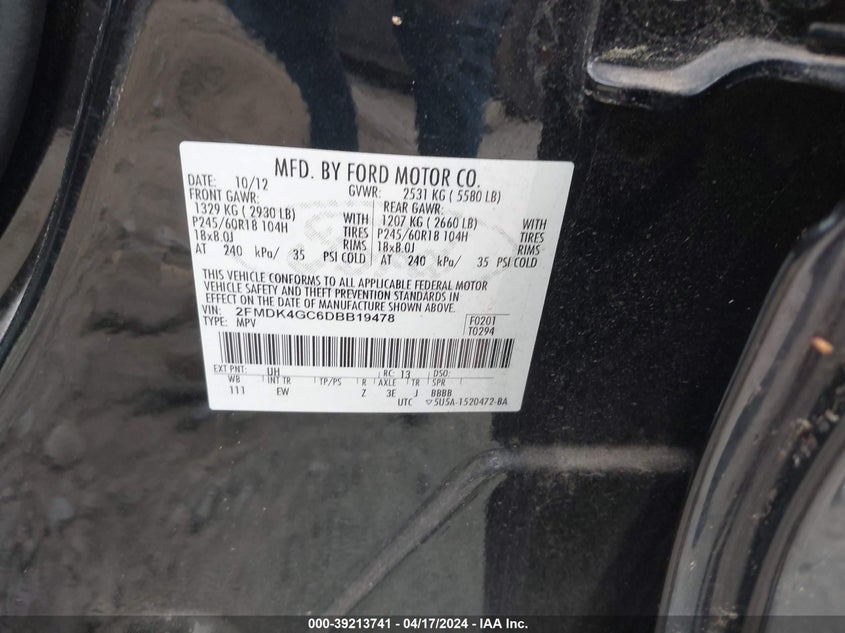 MFD. BY FORD MOTOR CO.
DATE: 10/12 GVWR: 2531 KG ( 5580 LB)
FRONT GAWR: REAR GAWR:
1329 KG ( 2930 LB) WITH 1207 KG ( 2660 LB) WITH
P245/60R18 104H TIRES P245/60R18 104H TIRES
18x8.0J RIMS 18x8.0J RIMS
AT 240 kPa/ 35 PSI COLD AT 240 kPa/ 35 PSI COLD
THIS VEHICLE CONFORMS TO ALL APPLICABLE FEDERAL MOTOR
VEHICLE SAFETY AND THEFT PREVENTION STANDARDS IN
EFFECT ON THE DATE OF MANUFACTURE SHOWN ABOVE.
VIN: 2FMDK4GC6DBB19478 F0201
TYPE: MPV T0294
EXT PNT: UH RC: 13 DSO:
WB INT TR TP/PS R AXLE TR SPR
111 EW Z 3E J BBBB
UTC ▽5U5A-1520472-BA
000-39213741 - 04/17/2024 - IAA Inc.